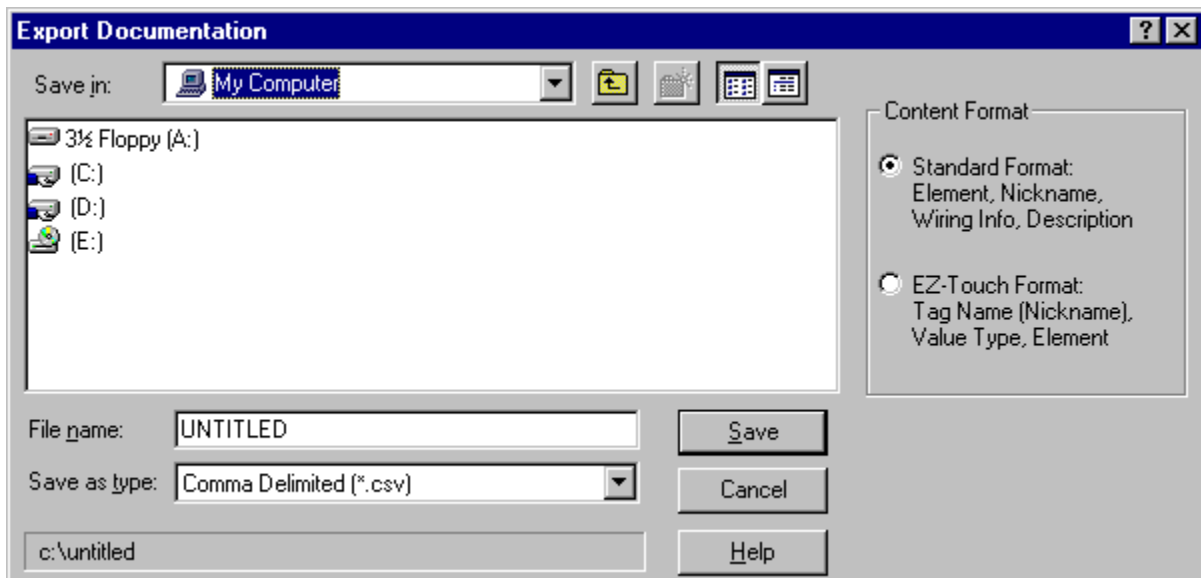 Export Documentation
Save in:
My Computer
3½ Floppy (A:)
(C:)
(D:)
(E:)
Content Format
Standard Format:
Element, Nickname,
Wiring Info, Description
EZ-Touch Format:
Tag Name (Nickname),
Value Type, Element
File name:
UNTITLED
Save
Save as type:
Comma Delimited (*.csv)
Cancel
c:\untitled
Help